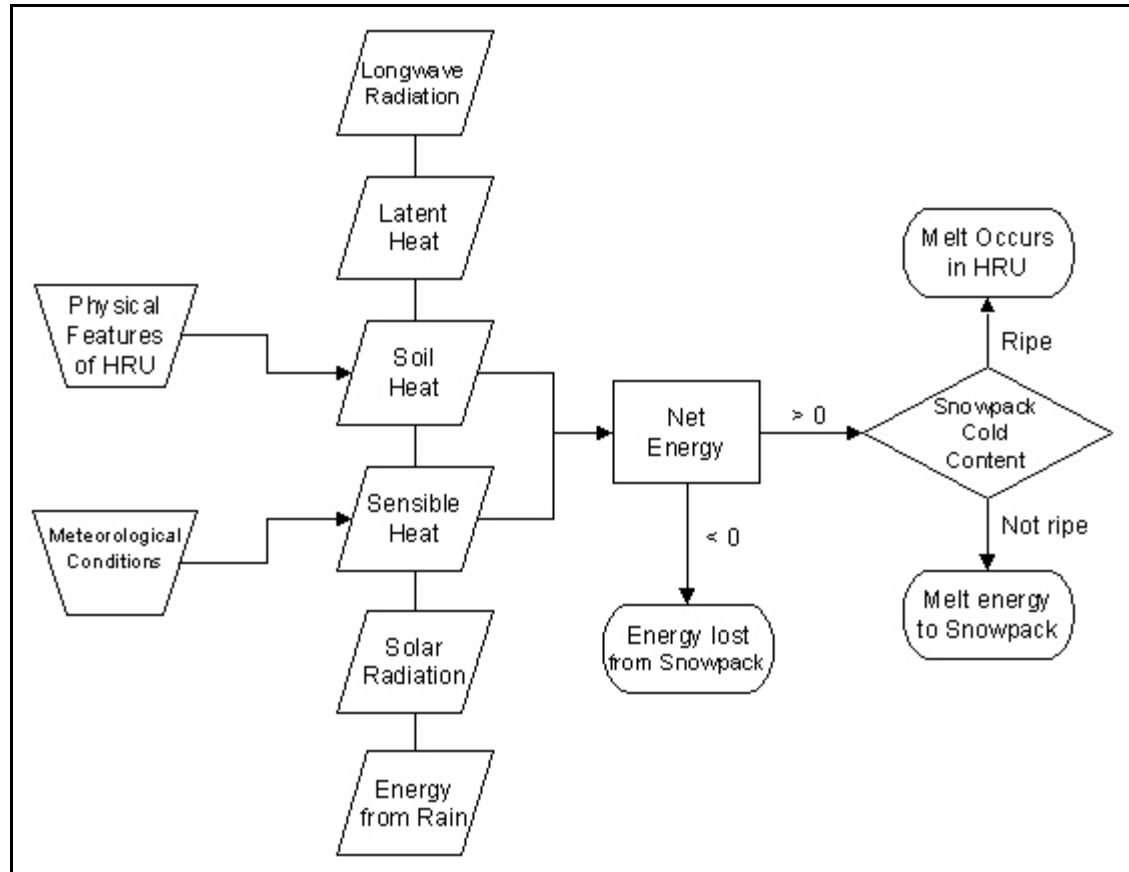 Longwave
Radiation
Latent
Heat
Physical
Features
of HRU
Soil
Heat
Meteorological
Conditions
Sensible
Heat
Solar
Radiation
Energy
from Rain
Net
Energy
> 0
< 0
Energy lost
from Snowpack
Melt Occurs
in HRU
Ripe
Snowpack
Cold
Content
Not ripe
Melt energy
to Snowpack